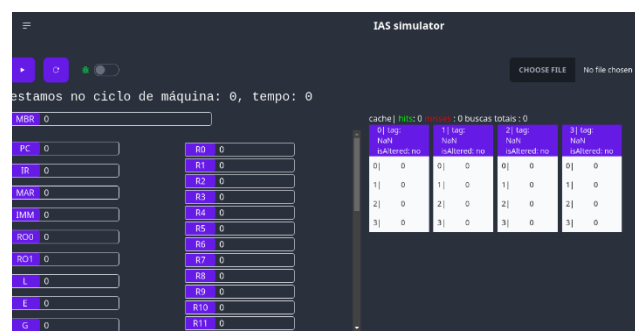 IAS simulator
CHOOSE FILE No file chosen
estamos no ciclo de máquina: 0, tempo: 0
MBR 0
PC 0
IR 0
MAR 0
IMM 0
RO0 0
RO1 0
L 0
E 0
G 0
R0 0
R1 0
R2 0
R3 0
R4 0
R5 0
R6 0
R7 0
R8 0
R9 0
R10 0
R11 0
cache| hits: 0 misses : 0 buscas totais : 0
0| tag: NaN isAltered: no
0| 0
1| 0
2| 0
3| 0
1| tag: NaN isAltered: no
0| 0
1| 0
2| 0
3| 0
2| tag: NaN isAltered: no
0| 0
1| 0
2| 0
3| 0
3| tag: NaN isAltered: no
0| 0
1| 0
2| 0
3| 0